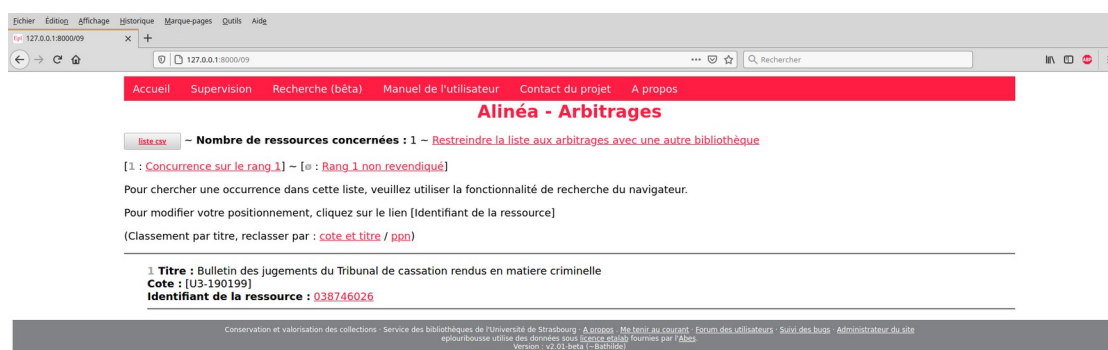 Fichier Édition Affichage Historique Marque-pages Outils Aide
Epl 127.0.0.1:8000/09 × +
127.0.0.1:8000/09 ··· Rechercher ABP
Accueil Supervision Recherche (bêta) Manuel de l'utilisateur Contact du projet A propos
Alinéa - Arbitrages
liste csv ~ Nombre de ressources concernées : 1 ~ Restreindre la liste aux arbitrages avec une autre bibliothèque
[1 : Concurrence sur le rang 1] ~ [ø : Rang 1 non revendiqué]
Pour chercher une occurrence dans cette liste, veuillez utiliser la fonctionnalité de recherche du navigateur.
Pour modifier votre positionnement, cliquez sur le lien [Identifiant de la ressource]
(Classement par titre, reclasser par : cote et titre / ppn)
1 Titre : Bulletin des jugements du Tribunal de cassation rendus en matiere criminelle
Cote : [U3-190199]
Identifiant de la ressource : 038746026
Conservation et valorisation des collections · Service des bibliothèques de l'Université de Strasbourg · A propos . Me tenir au courant · Forum des utilisateurs · Suivi des bugs · Administrateur du site
eplouribousse utilise des données sous licence etalab fournies par l'Abes.
Version : v2.01-beta (~Bathilde)